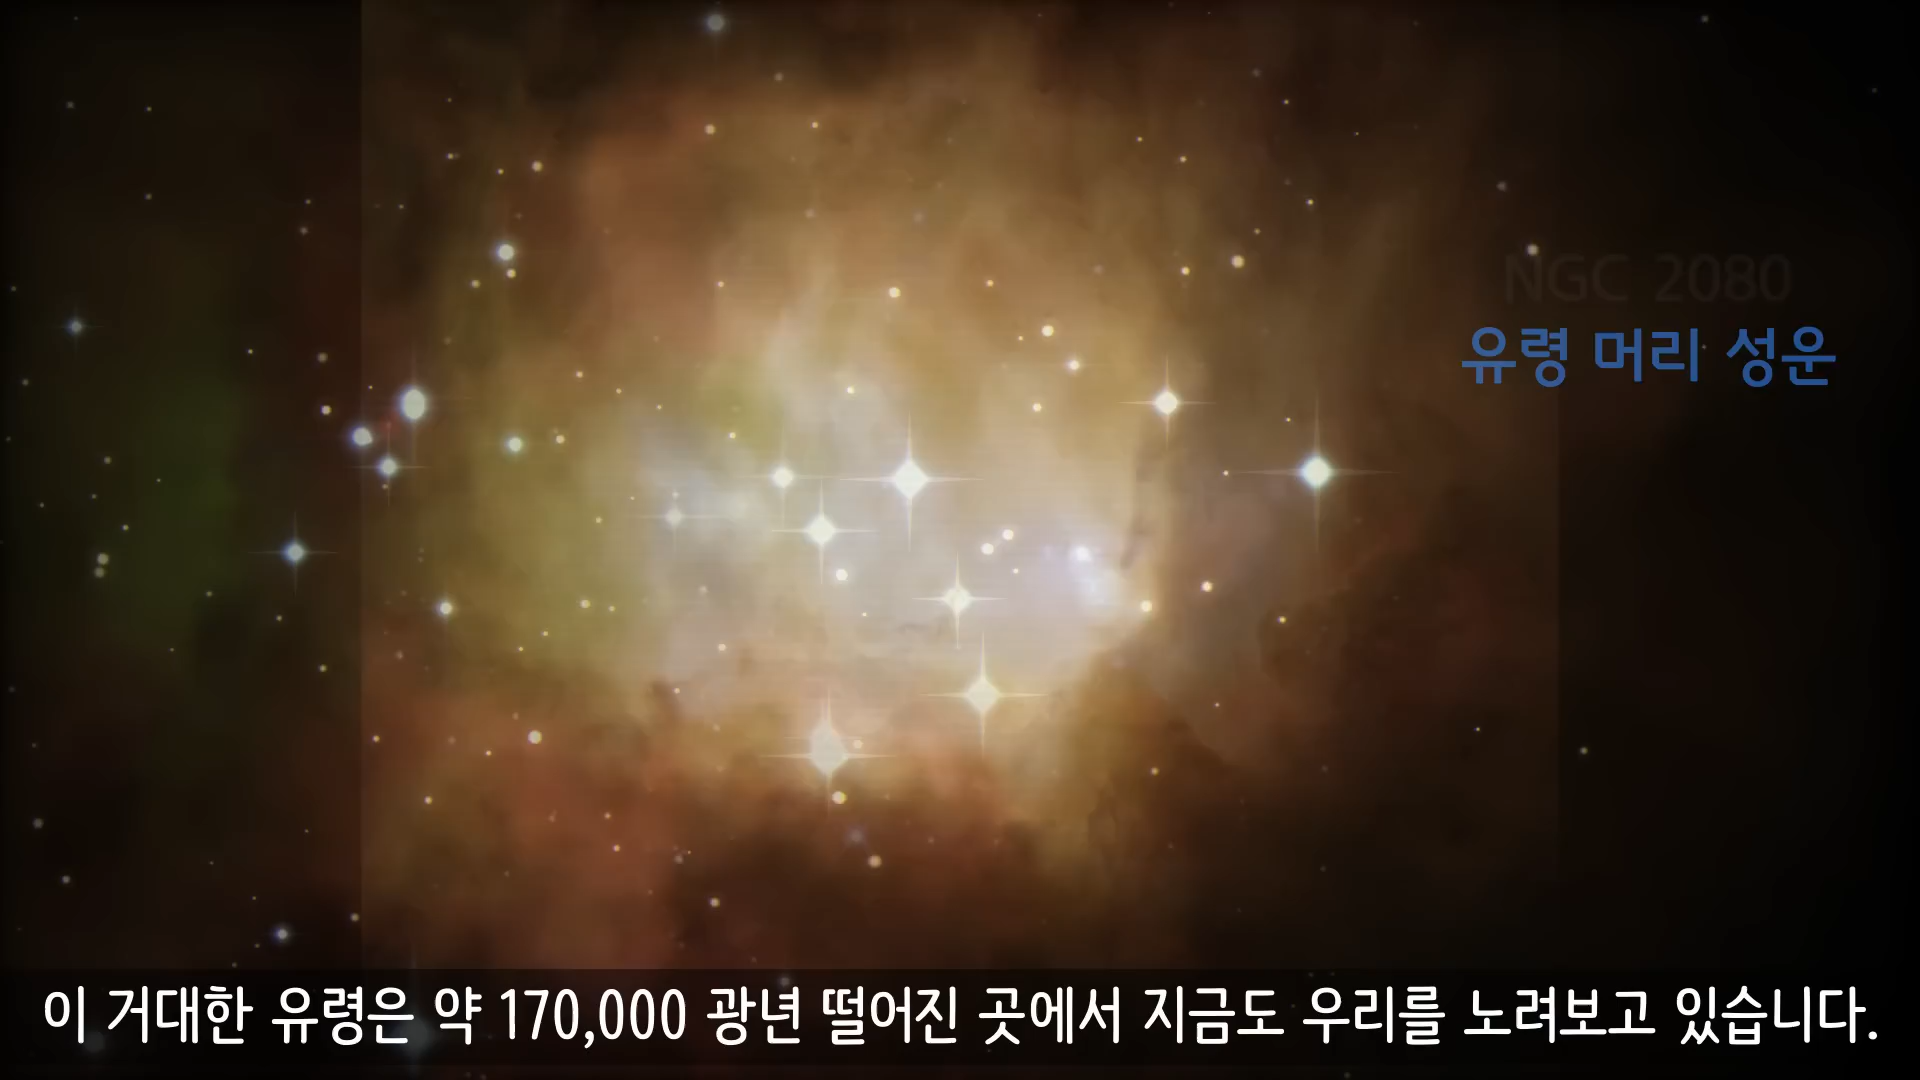 NGC 2080
유령 머리 성운
이 거대한 유령은 약 170,000 광년 떨어진 곳에서 지금도 우리를 노려보고 있습니다.